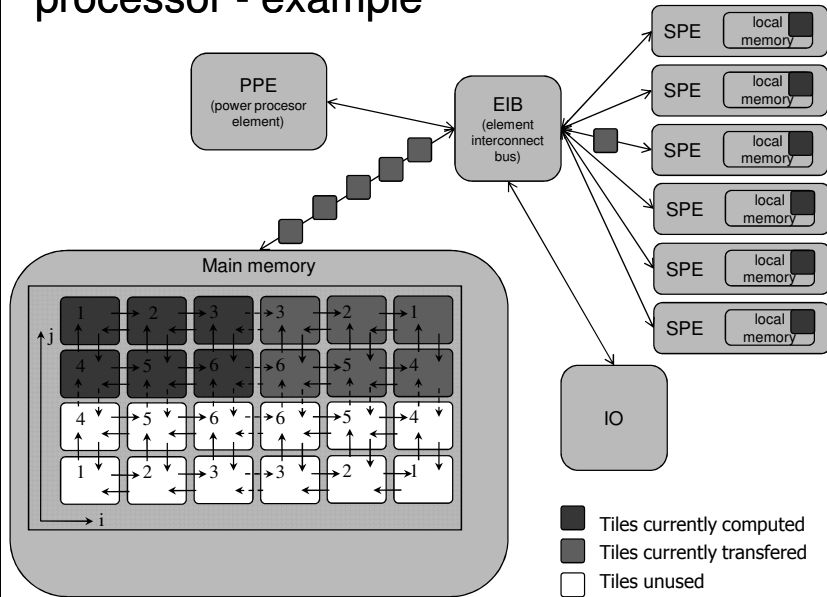 processor - example
PPE
(power procesor
element)
EIB
(element
interconnect
bus)
SPE
local
memory
SPE
local
memory
SPE
local
memory
SPE
local
memory
SPE
local
memory
SPE
local
memory
Main memory
j
1 2 3 3 2 1
4 5 6 6 5 4
4 5 6 6 5 4
1 2 3 3 2 1
i
IO
Tiles currently computed
Tiles currently transfered
Tiles unused